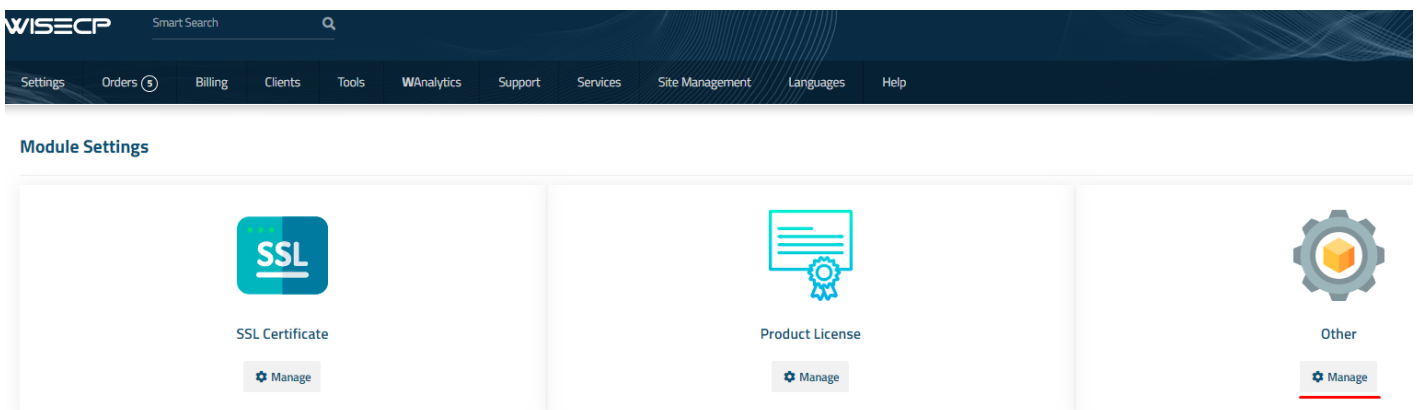 WISECP Smart Search
Settings Orders 5 Billing Clients Tools WAnalytics Support Services Site Management Languages Help
Module Settings
SSL
SSL Certificate Product License Other
Manage Manage Manage